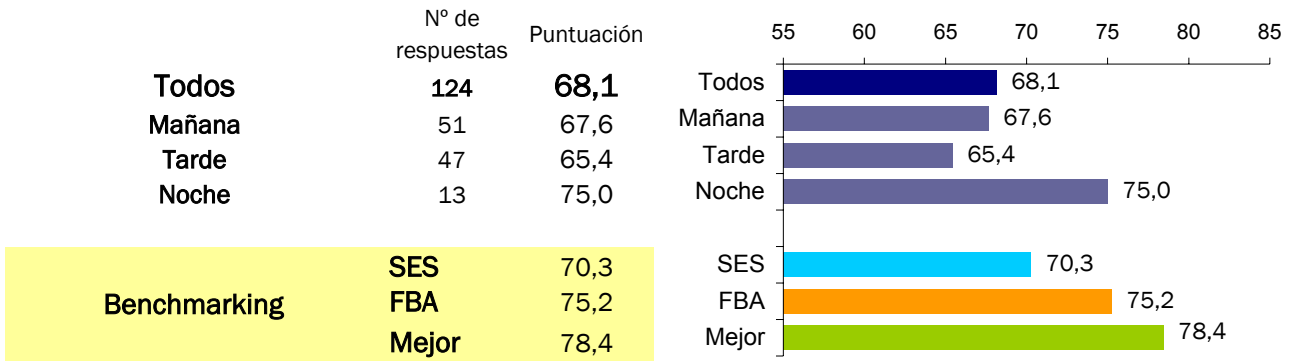 Nº de respuestas Puntuación
Todos 124 68,1
Mañana 51 67,6
Tarde 47 65,4
Noche 13 75,0
Benchmarking
SES 70,3
FBA 75,2
Mejor 78,4
55 60 65 70 75 80 85
Todos 68,1
Mañana 67,6
Tarde 65,4
Noche 75,0
SES 70,3
FBA 75,2
Mejor 78,4